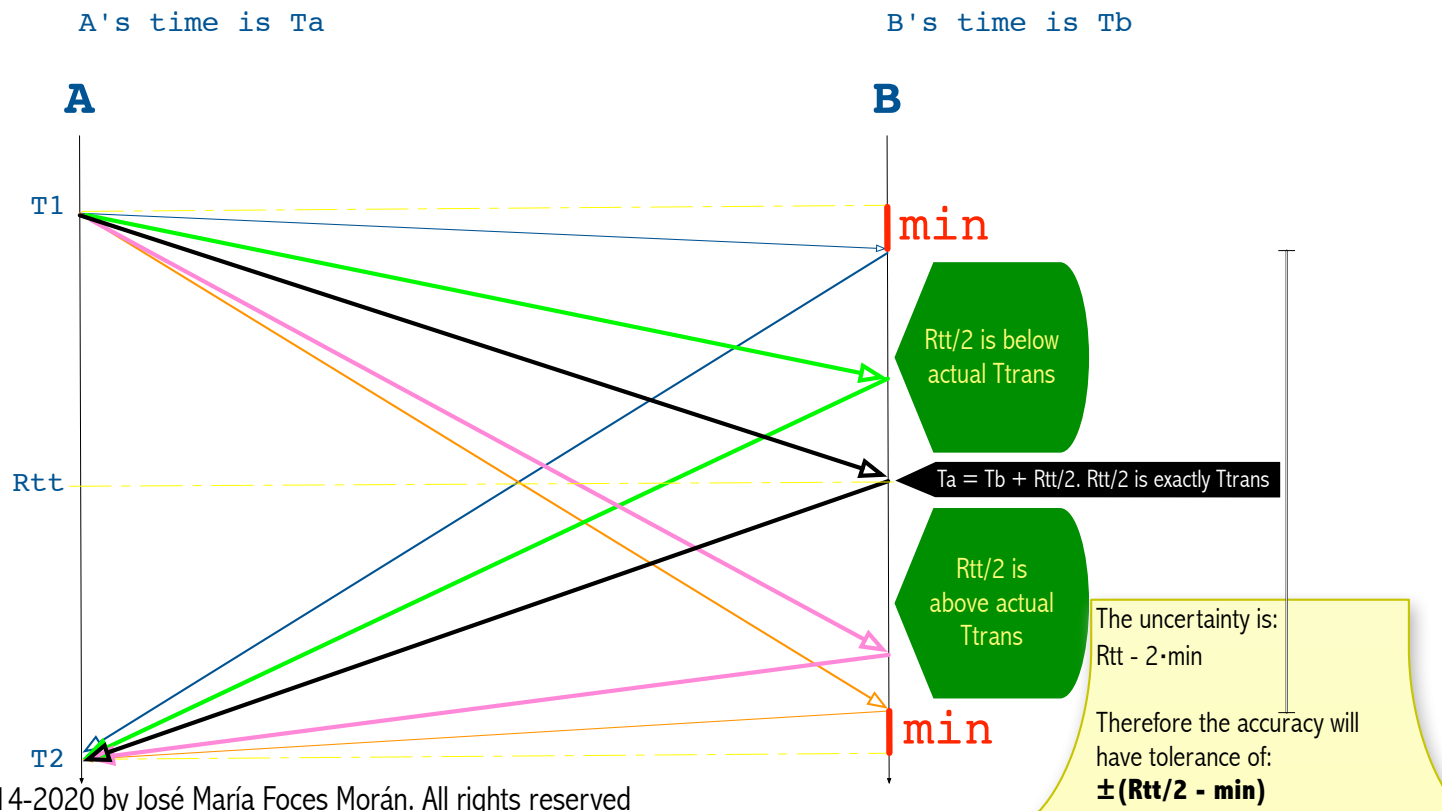 A's time is Ta
B's time is Tb
A
B
T1
min
Rtt/2 is below
actual Ttrans
Rtt
Ta = Tb + Rtt/2. Rtt/2 is exactly Ttrans
Rtt/2 is
above actual
Ttrans
The uncertainty is:
Rtt - 2·min
min
Therefore the accuracy will
have tolerance of:
±(Rtt/2 - min)
T2
14-2020 by José María Foces Morán. All rights reserved